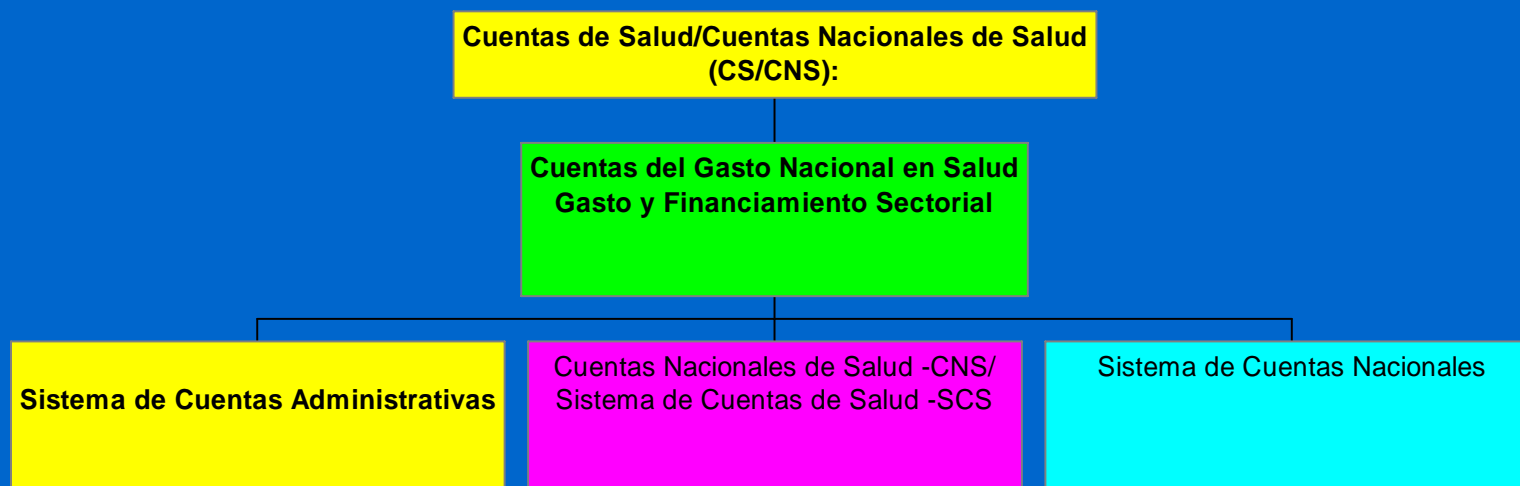 Cuentas de Salud/Cuentas Nacionales de Salud
(CS/CNS):
Cuentas del Gasto Nacional en Salud
Gasto y Financiamiento Sectorial
Sistema de Cuentas Administrativas
Cuentas Nacionales de Salud -CNS/
Sistema de Cuentas de Salud -SCS
Sistema de Cuentas Nacionales